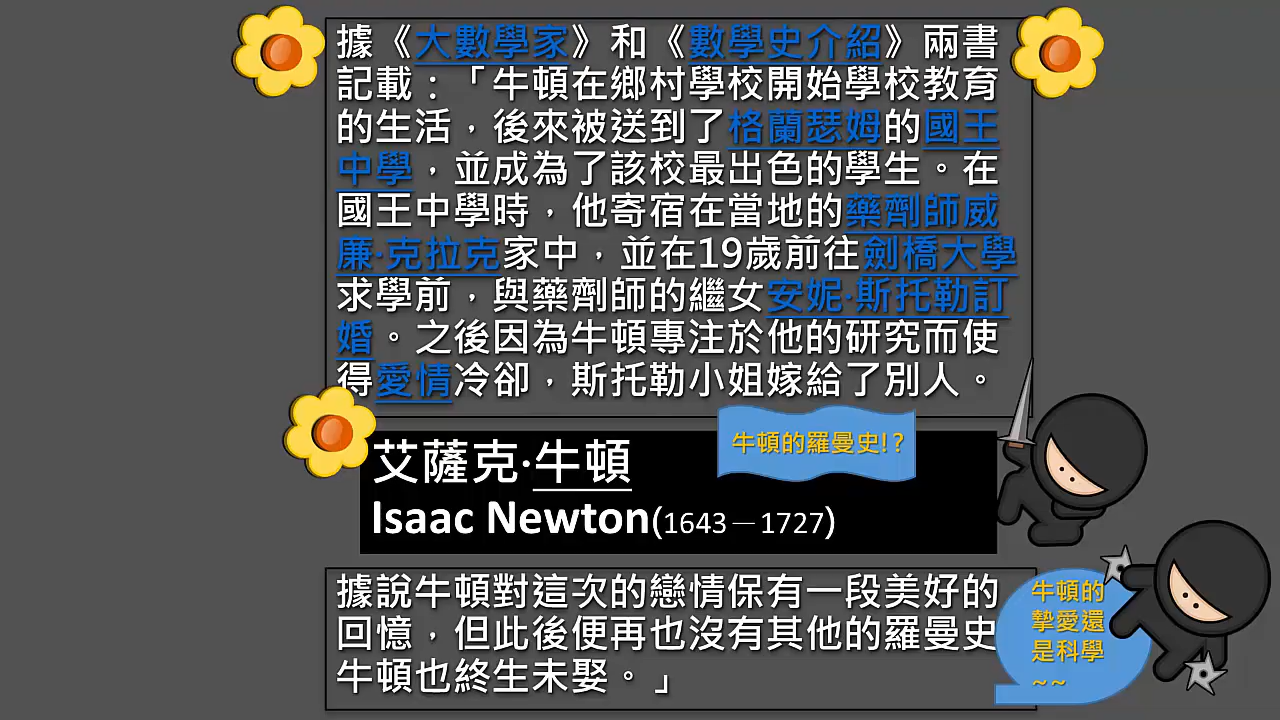 據《大數學家》和《數學史介紹》兩書
記載：「牛頓在鄉村學校開始學校教育
的生活，後來被送到了格蘭瑟姆的國王
中學，並成為了該校最出色的學生。在
國王中學時，他寄宿在當地的藥劑師威
廉·克拉克家中，並在19歲前往劍橋大學
求學前，與藥劑師的繼女安妮·斯托勒訂
婚。之後因為牛頓專注於他的研究而使
得愛情冷卻，斯托勒小姐嫁給了別人。
牛頓的羅曼史!？
艾薩克·牛頓
Isaac Newton(1643－1727)
據說牛頓對這次的戀情保有一段美好的
回憶，但此後便再也沒有其他的羅曼史
牛頓也終生未娶。」
牛頓的
摯愛還
是科學
~~